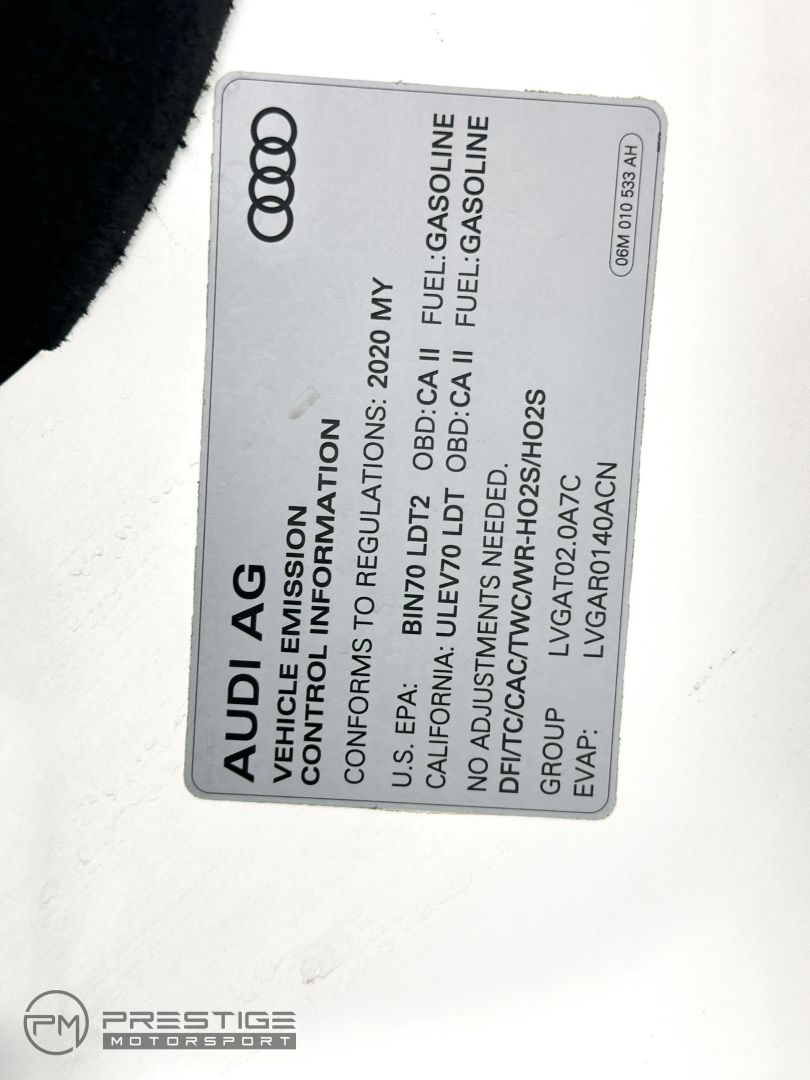 AUDI AG
VEHICLE EMISSION
CONTROL INFORMATION
CONFORMS TO REGULATIONS: 2020 MY
U.S. EPA: BIN70 LDT2 OBD: CA II FUEL: GASOLINE
CALIFORNIA: ULEV70 LDT OBD: CA II FUEL: GASOLINE
NO ADJUSTMENTS NEEDED.
DFI/TC/CAC/TWC/WR-HO2S/HO2S
GROUP LVGAT02.0A7C
EVAP: LVGAR0140ACN
06M 010 533 AH
PM PRESTIGE
MOTORSPORT